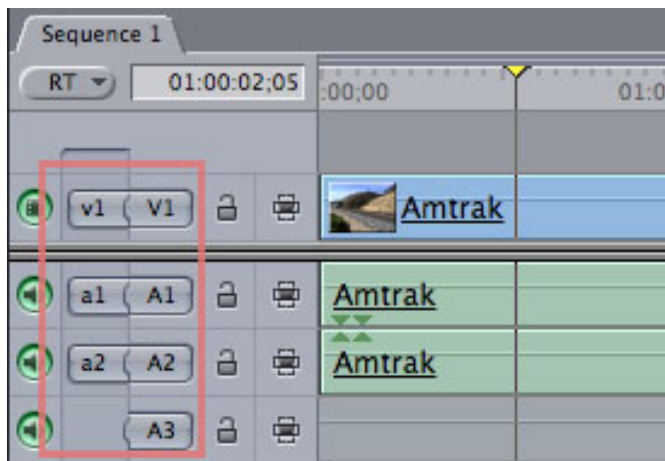 Sequence 1
RT 01:00:02;05 :00;00 01:0
v1 V1 Amtrak
a1 A1 Amtrak
a2 A2 Amtrak
A3